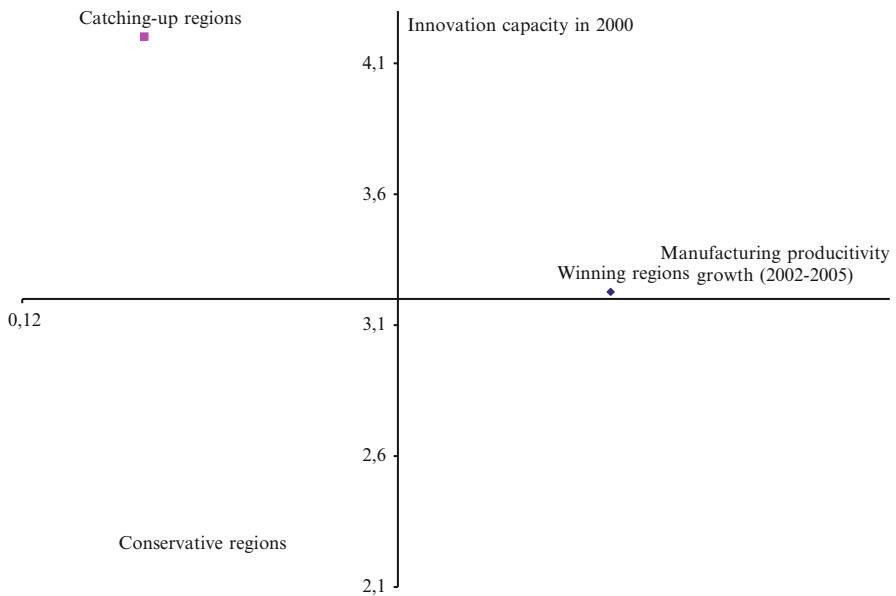 Catching-up regions
Innovation capacity in 2000
4,1
3,6
Manufacturing producitivity
Winning regions growth (2002-2005)
0,12
3,1
2,6
Conservative regions
2,1